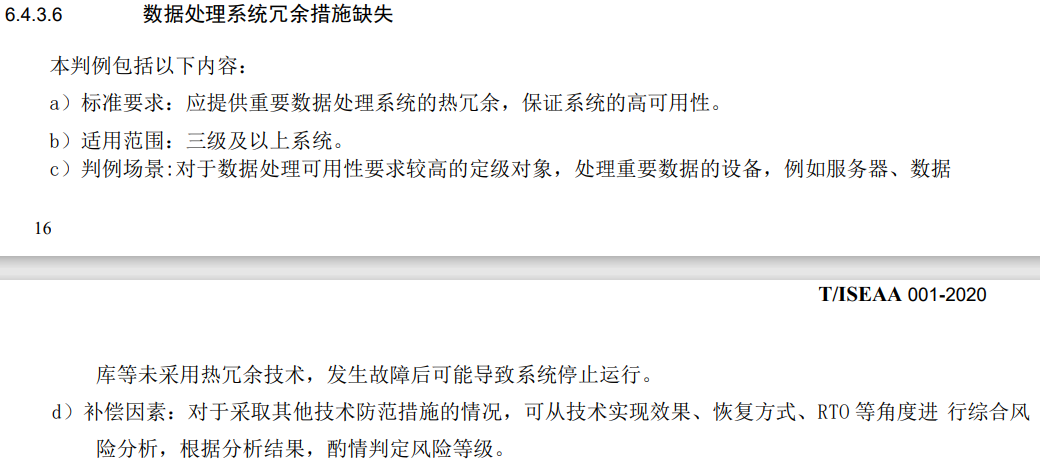 6.4.3.6 数据处理系统冗余措施缺失
本判例包括以下内容：
a）标准要求：应提供重要数据处理系统的热冗余，保证系统的高可用性。
b）适用范围：三级及以上系统。
c）判例场景:对于数据处理可用性要求较高的定级对象，处理重要数据的设备，例如服务器、数据
16
T/ISEAA 001-2020
库等未采用热冗余技术，发生故障后可能导致系统停止运行。
d）补偿因素：对于采取其他技术防范措施的情况，可从技术实现效果、恢复方式、RTO 等角度进 行综合风
险分析，根据分析结果，酌情判定风险等级。